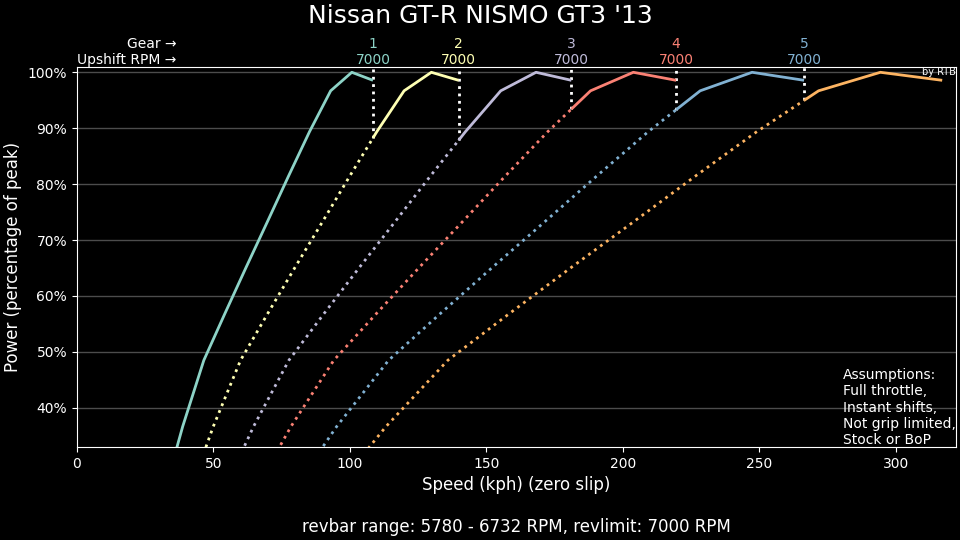 Nissan GT-R NISMO GT3 '13
Gear → 1 2 3 4 5
Upshift RPM → 7000 7000 7000 7000 7000
by RTB
100%
90%
80%
70%
60%
50%
40%
Power (percentage of peak)
Assumptions:
Full throttle,
Instant shifts,
Not grip limited,
Stock or BoP
0 50 100 150 200 250 300
Speed (kph) (zero slip)
revbar range: 5780 - 6732 RPM, revlimit: 7000 RPM